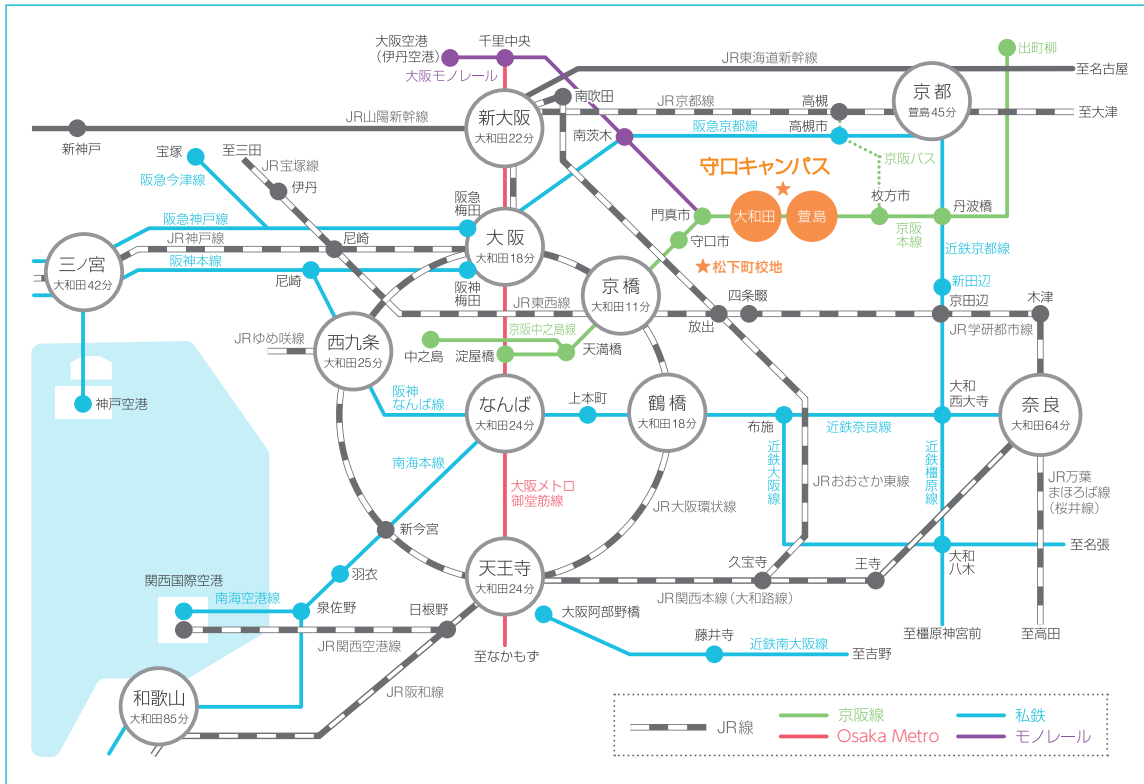 大阪空港
(伊丹空港)
千里中央
大阪モノレール
出町柳
JR東海道新幹線
至名古屋
新大阪
大和田22分
南吹田
JR京都線
高槻
京都
萱島45分
至大津
JR山陽新幹線
新神戸
南茨木
阪急京都線
高槻市
京阪バス
宝塚
至三田
JR宝塚線
阪急今津線
伊丹
阪急
梅田
守口キャンパス
枚方市
門真市
大和田
萱島
丹波橋
京阪
本線
阪急神戸線
JR神戸線
尼崎
大阪
大和田18分
守口市
近鉄京都線
三ノ宮
大和田42分
阪神本線
尼崎
阪神
梅田
松下町校地
京橋
大和田11分
新田辺
JR東西線
四条畷
京田辺
木津
放出
JR学研都市線
JRゆめ咲線
西九条
大和田25分
京阪中之島線
中之島
淀屋橋
天満橋
阪神
なんば線
なんば
大和田24分
上本町
鶴橋
大和田18分
布施
近鉄奈良線
大和
西大寺
奈良
大和田64分
神戸空港
南海本線
大阪メトロ
御堂筋線
近鉄大阪線
JRおおさか東線
近鉄橿原線
JR万葉
まほろば線
(桜井線)
JR大阪環状線
新今宮
羽衣
天王寺
大和田24分
久宝寺
王寺
大和
八木
至名張
関西国際空港
南海空港線
泉佐野
日根野
JR関西本線(大和路線)
JR関西空港線
大阪阿部野橋
藤井寺
近鉄南大阪線
至吉野
至橿原神宮前
至高田
至なかもず
JR阪和線
和歌山
大和田85分
JR線
京阪線
私鉄
Osaka Metro
モノレール